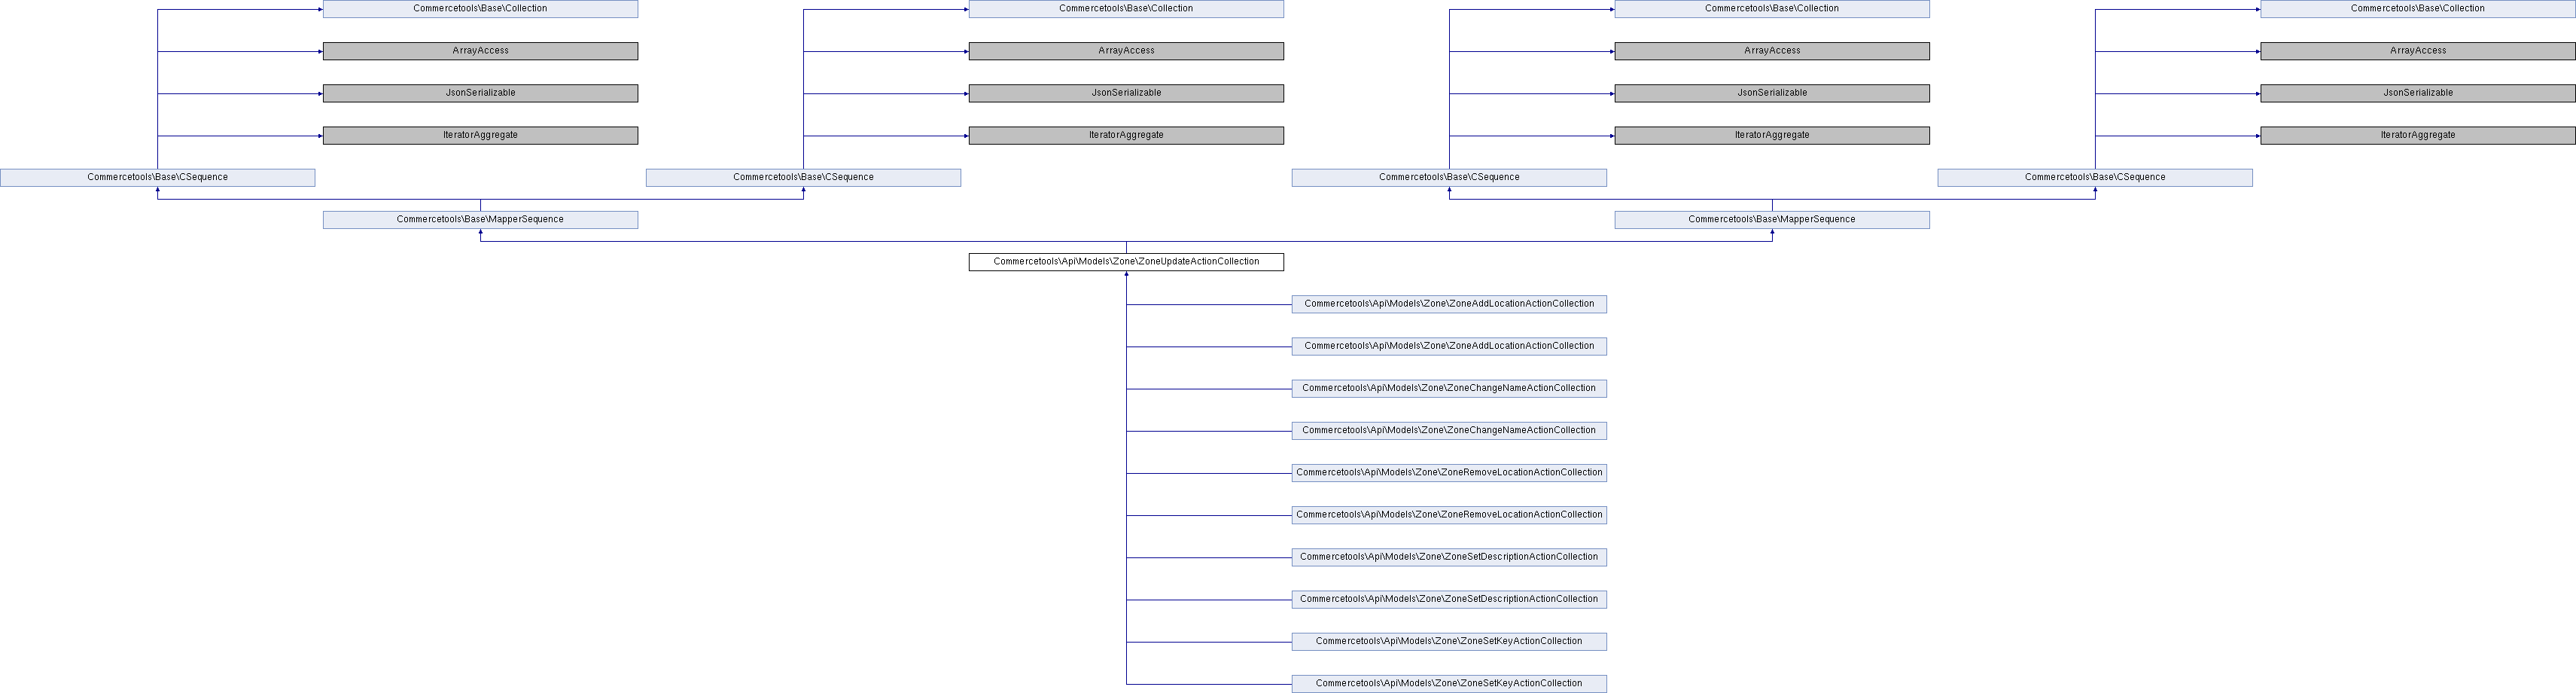 Commercetools\Base\Collection Commercetools\Base\Collection Commercetools\Base\Collection Commercetools\Base\Collection
ArrayAccess ArrayAccess ArrayAccess ArrayAccess
JsonSerializable JsonSerializable JsonSerializable JsonSerializable
IteratorAggregate IteratorAggregate IteratorAggregate IteratorAggregate
Commercetools\Base\CSequence Commercetools\Base\CSequence Commercetools\Base\CSequence Commercetools\Base\CSequence
Commercetools\Base\MapperSequence Commercetools\Base\MapperSequence
Commercetools\Api\Models\Zone\ZoneUpdateActionCollection
Commercetools\Api\Models\Zone\ZoneAddLocationActionCollection
Commercetools\Api\Models\Zone\ZoneAddLocationActionCollection
Commercetools\Api\Models\Zone\ZoneChangeNameActionCollection
Commercetools\Api\Models\Zone\ZoneChangeNameActionCollection
Commercetools\Api\Models\Zone\ZoneRemoveLocationActionCollection
Commercetools\Api\Models\Zone\ZoneRemoveLocationActionCollection
Commercetools\Api\Models\Zone\ZoneSetDescriptionActionCollection
Commercetools\Api\Models\Zone\ZoneSetDescriptionActionCollection
Commercetools\Api\Models\Zone\ZoneSetKeyActionCollection
Commercetools\Api\Models\Zone\ZoneSetKeyActionCollection